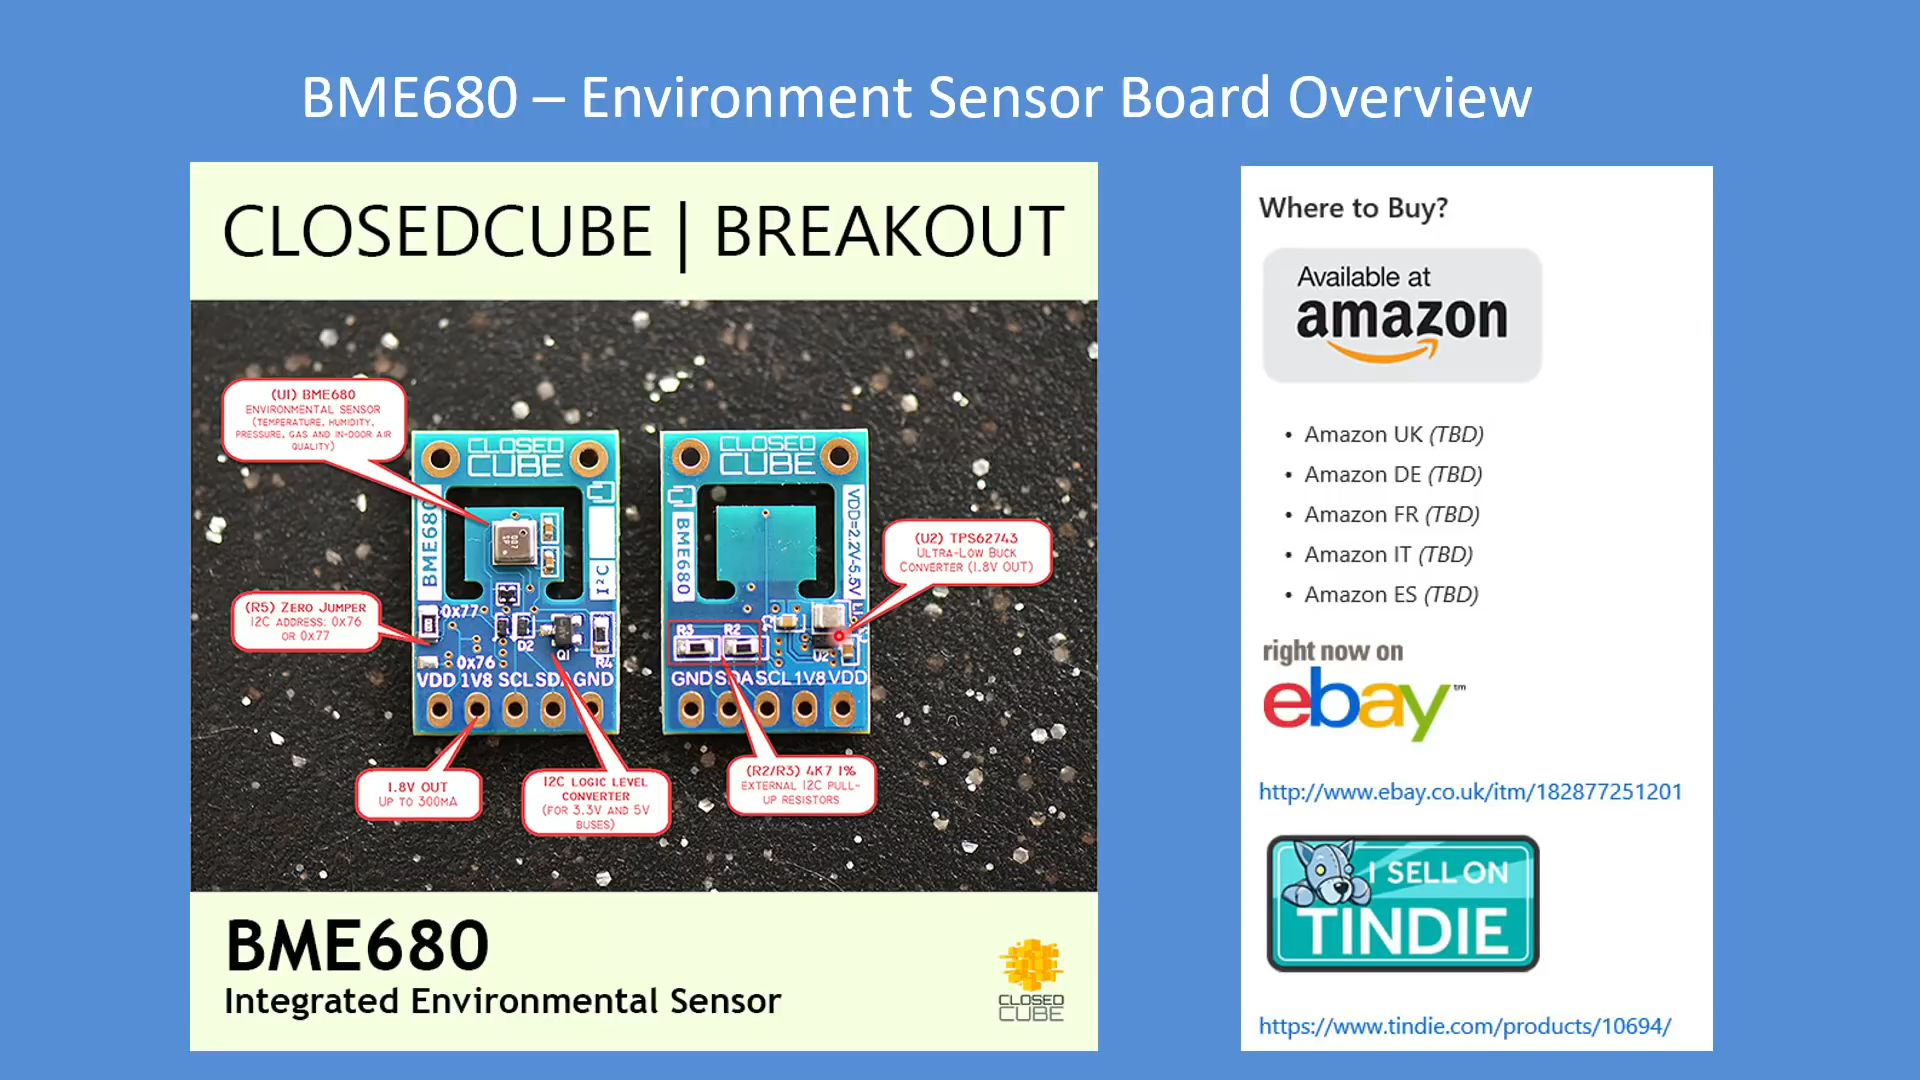 BME680 – Environment Sensor Board Overview
CLOSEDCUBE | BREAKOUT
(U1) BME680
ENVIRONMENTAL SENSOR
(TEMPERATURE, HUMIDITY,
PRESSURE, GAS AND IN-DOOR AIR
QUALITY)
CLOSED
CUBE
BME680
I²C
(R5) ZERO JUMPER
I2C ADDRESS: 0X76
OR 0X77
0x77
D2
Q1
0x76
R4
VDD 1V8 SCL SDA GND
CLOSED
CUBE
BME680
VDD=2.2V-5.5V
(U2) TPS62743
ULTRA-LOW BUCK
CONVERTER (1.8V OUT)
R3
R2
U2
GND SDA SCL 1V8 VDD
1.8V OUT
UP TO 300MA
I2C LOGIC LEVEL
CONVERTER
(FOR 3.3V AND 5V
BUSES)
(R2/R3) 4K7 1%
EXTERNAL I2C PULL-
UP RESISTORS
BME680
Integrated Environmental Sensor
CLOSED
CUBE
Where to Buy?
Available at
amazon
• Amazon UK (TBD)
• Amazon DE (TBD)
• Amazon FR (TBD)
• Amazon IT (TBD)
• Amazon ES (TBD)
right now on
ebay™
http://www.ebay.co.uk/itm/182877251201
I SELL ON
TINDIE
https://www.tindie.com/products/10694/